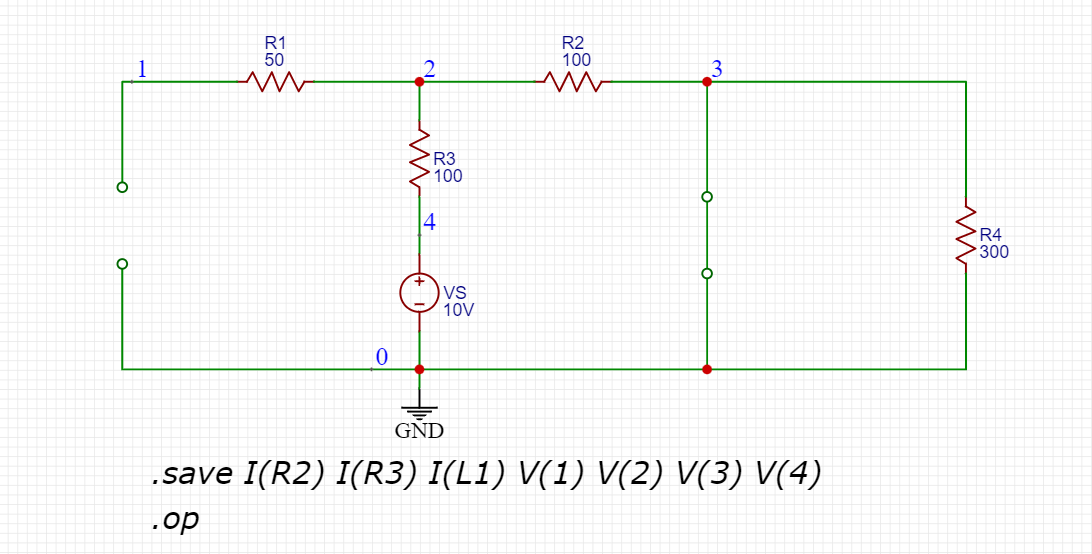 R1
50
R2
100
1
2
3
R3
100
4
R4
300
+
VS
10V
0
GND
.save I(R2) I(R3) I(L1) V(1) V(2) V(3) V(4)
.op